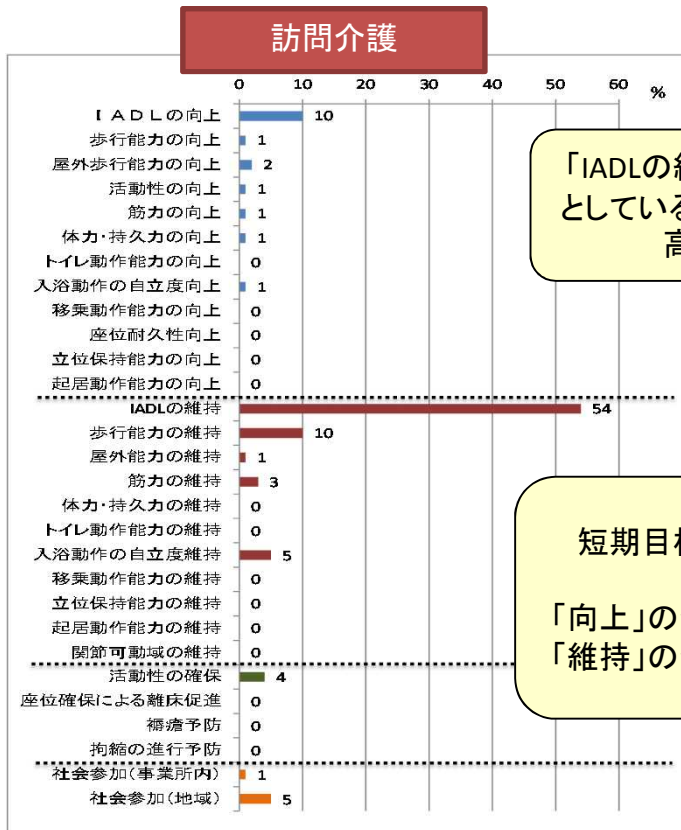 訪問介護
0 10 20 30 40 50 60 %
ＩＡＤＬの向上 10
歩行能力の向上 1
屋外歩行能力の向上 2
活動性の向上 1
筋力の向上 1
体力・持久力の向上 1
トイレ動作能力の向上 0
入浴動作の自立度向上 1
移乗動作能力の向上 0
座位耐久性向上 0
立位保持能力の向上 0
起居動作能力の向上 0
IADLの維持 54
歩行能力の維持 10
屋外能力の維持 1
筋力の維持 3
体力・持久力の維持 0
トイレ動作能力の維持 0
入浴動作の自立度維持 5
移乗動作能力の維持 0
立位保持能力の維持 0
起居動作能力の維持 0
関節可動域の維持 0
活動性の確保 4
座位確保による離床促進 0
褥瘡予防 0
拘縮の進行予防 0
社会参加(事業所内) 1
社会参加(地域) 5
「IADLの
としている
高
短期目
「向上」の
「維持」の